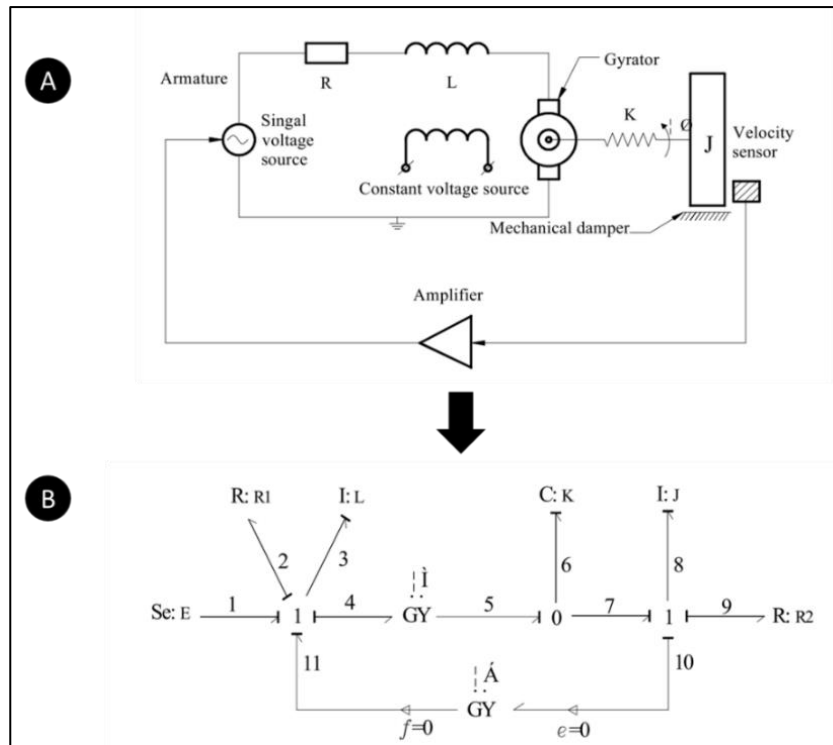 A
Armature
R
L
Gyrator
Singal
voltage
source
Constant voltage source
K
Ø
J
Velocity
sensor
Mechanical damper
Amplifier
B
R: R1
I: L
C: K
I: J
2
3
6
8
Ì
Se: E
1
1
4
GY
5
0
7
1
9
R: R2
11
Á
10
GY
f=0
e=0